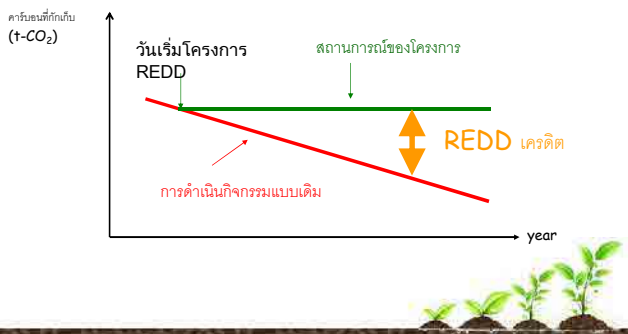 คาร์บอนที่กักเก็บ
(t-CO₂)
วันเริ่มโครงการ
REDD
สถานการณ์ของโครงการ
REDD เครดิต
การดำเนินกิจกรรมแบบเดิม
year